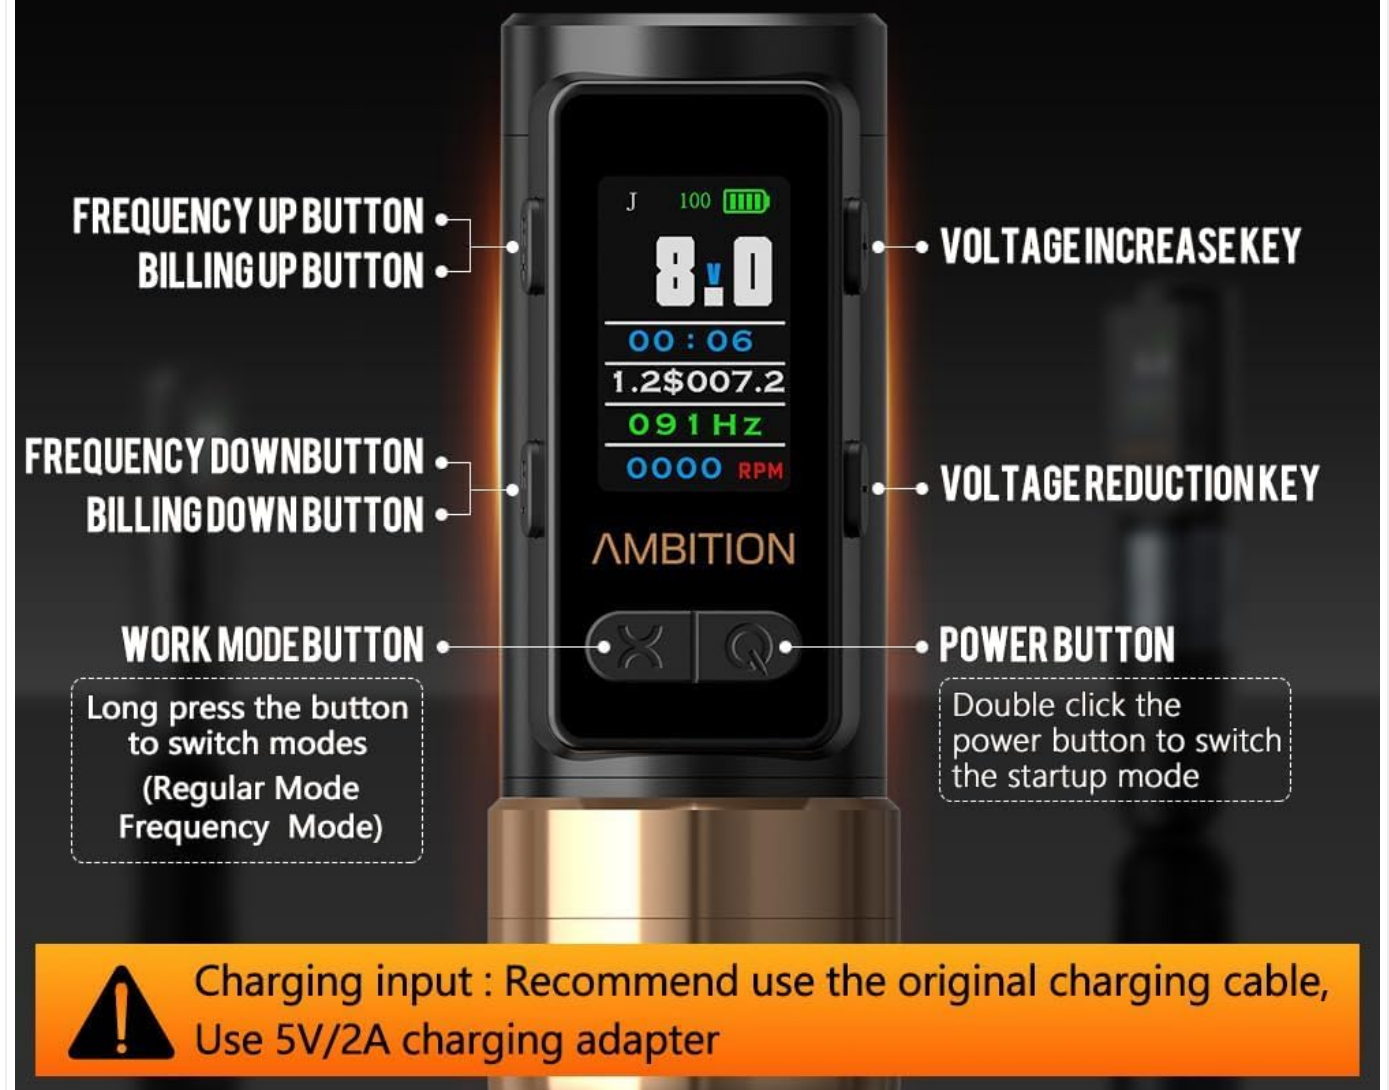 FREQUENCY UP BUTTON
BILLING UP BUTTON
FREQUENCY DOWNBUTTON
BILLING DOWN BUTTON
WORK MODE BUTTON
Long press the button
to switch modes
(Regular Mode
Frequency Mode)
J 100
8.0
V
00 : 06
1.2$007.2
091Hz
0000 RPM
AMBITION
VOLTAGE INCREASE KEY
VOLTAGE REDUCTION KEY
POWER BUTTON
Double click the
power button to switch
the startup mode
Charging input : Recommend use the original charging cable,
Use 5V/2A charging adapter